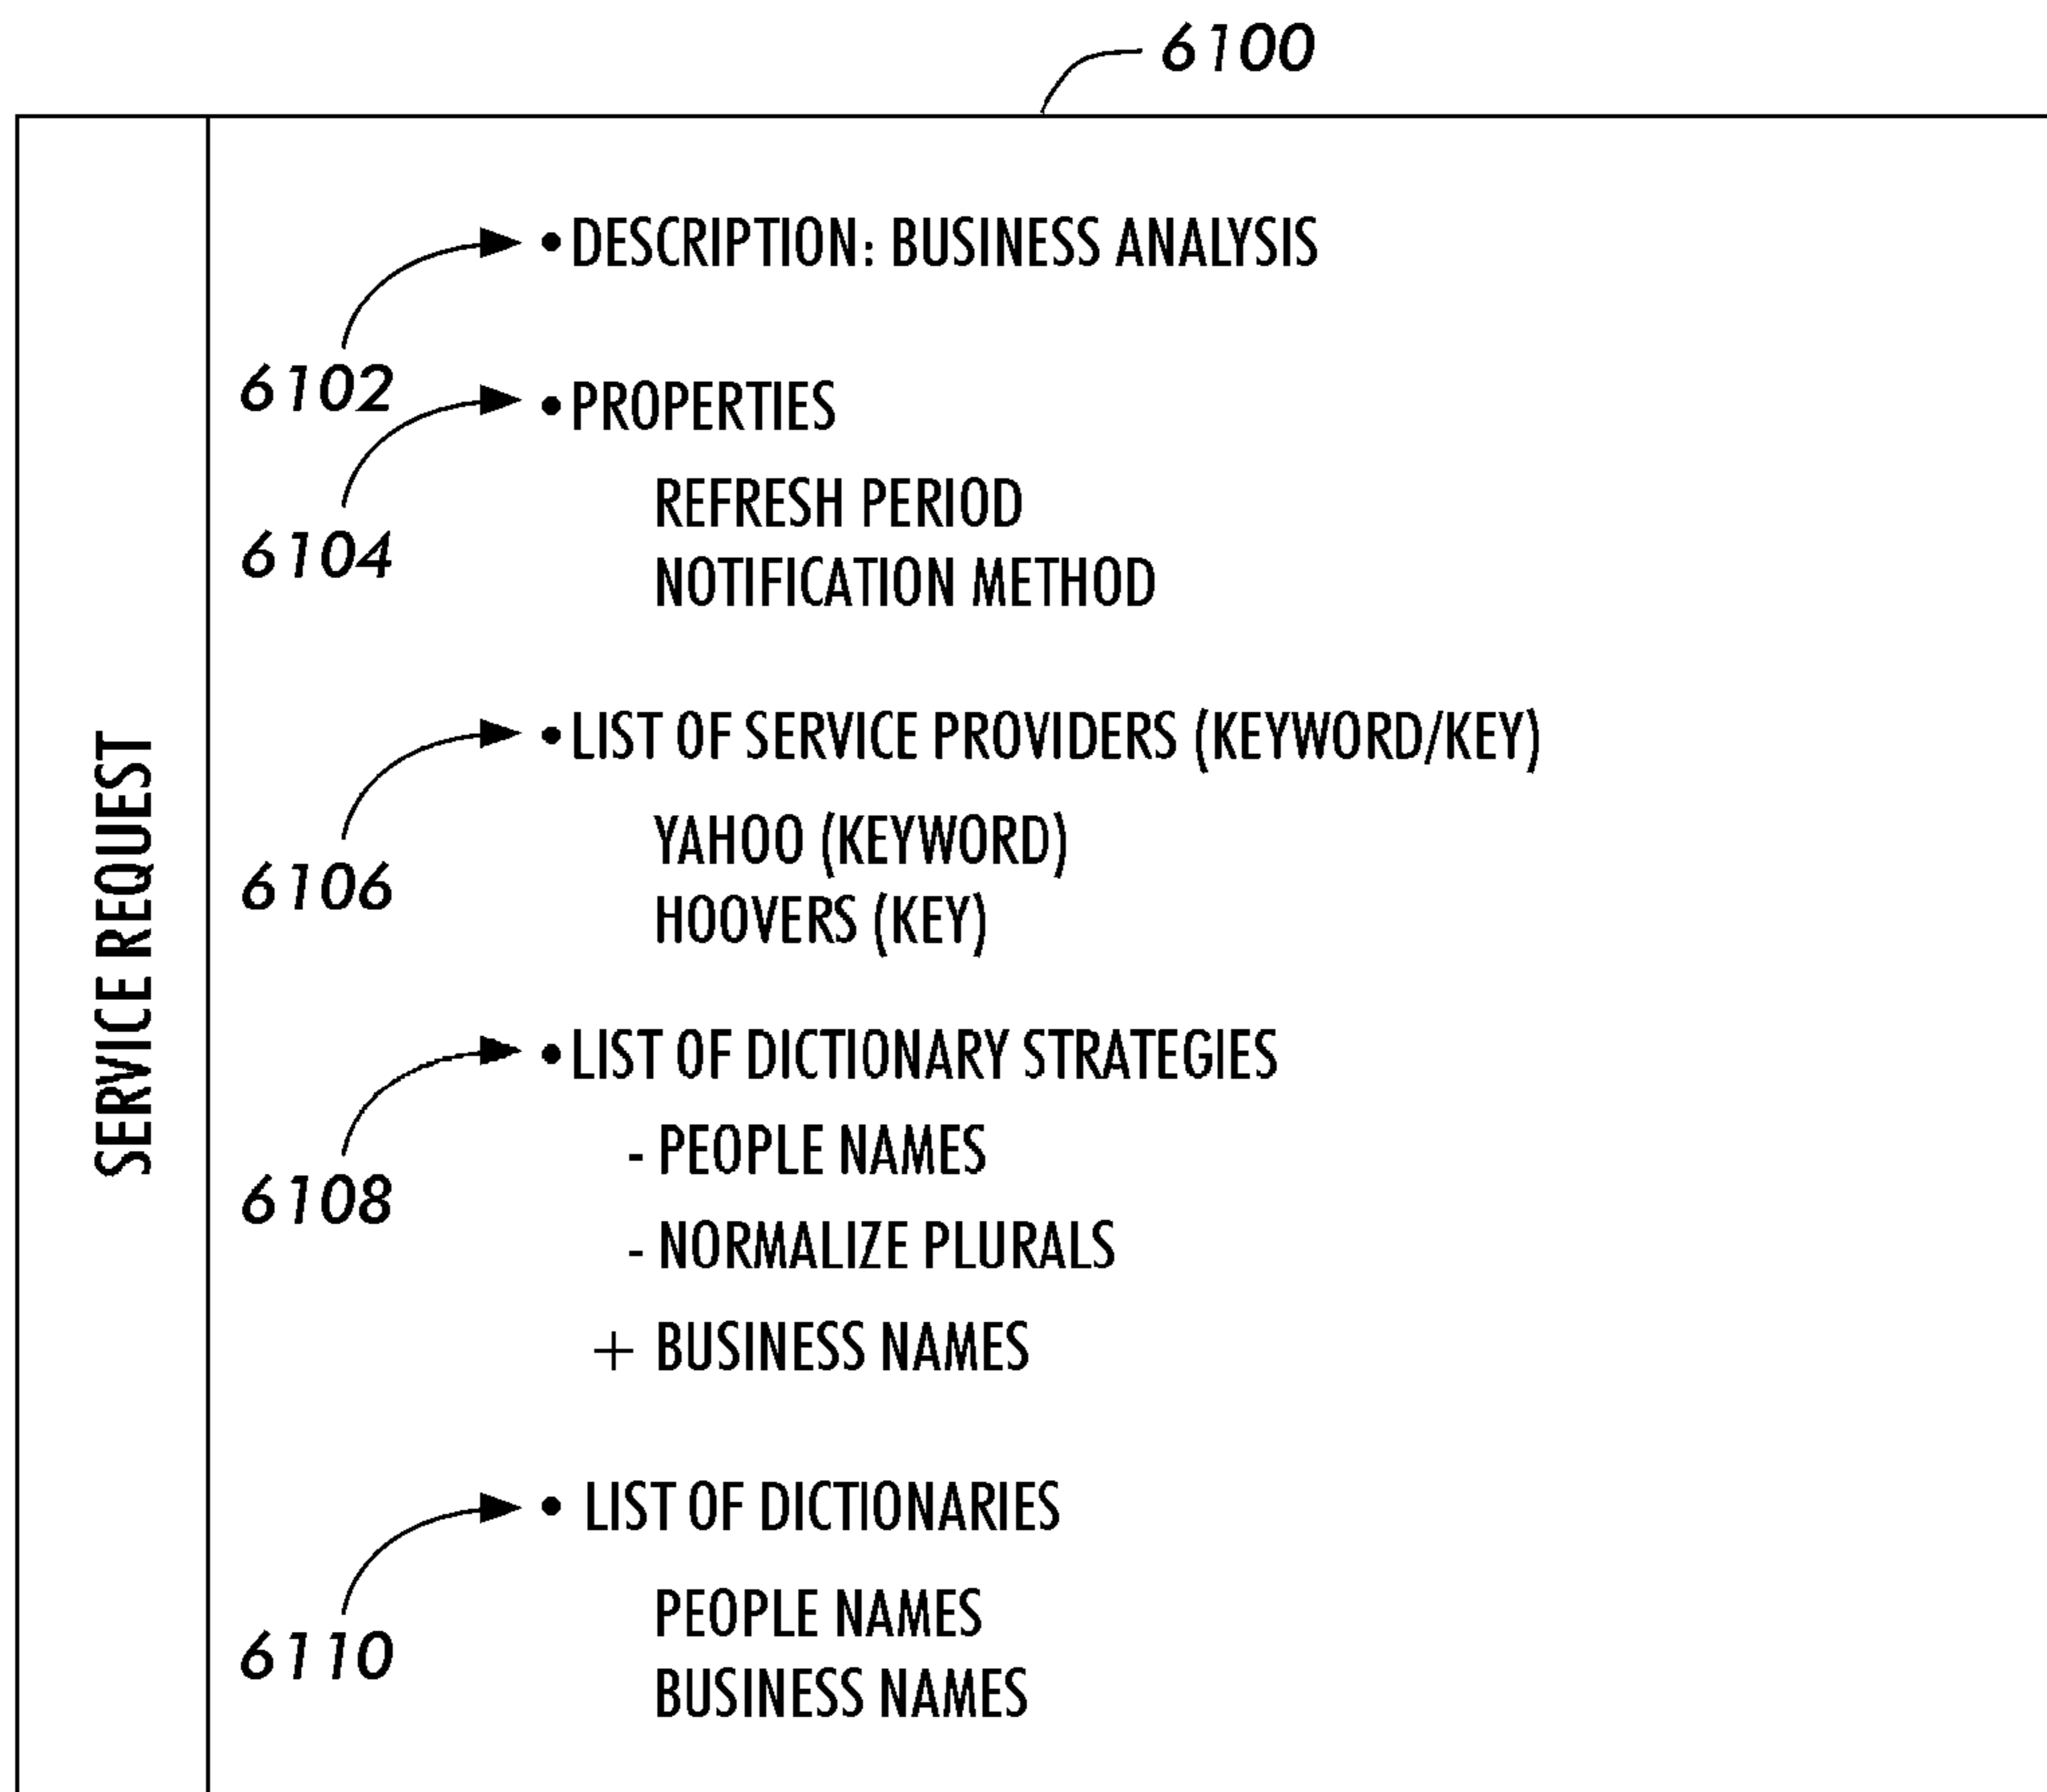 6100
SERVICE REQUEST
• DESCRIPTION: BUSINESS ANALYSIS
6102
• PROPERTIES
REFRESH PERIOD
6104
NOTIFICATION METHOD
• LIST OF SERVICE PROVIDERS (KEYWORD/KEY)
YAHOO (KEYWORD)
6106
HOOVERS (KEY)
• LIST OF DICTIONARY STRATEGIES
- PEOPLE NAMES
6108
- NORMALIZE PLURALS
+ BUSINESS NAMES
• LIST OF DICTIONARIES
PEOPLE NAMES
6110
BUSINESS NAMES